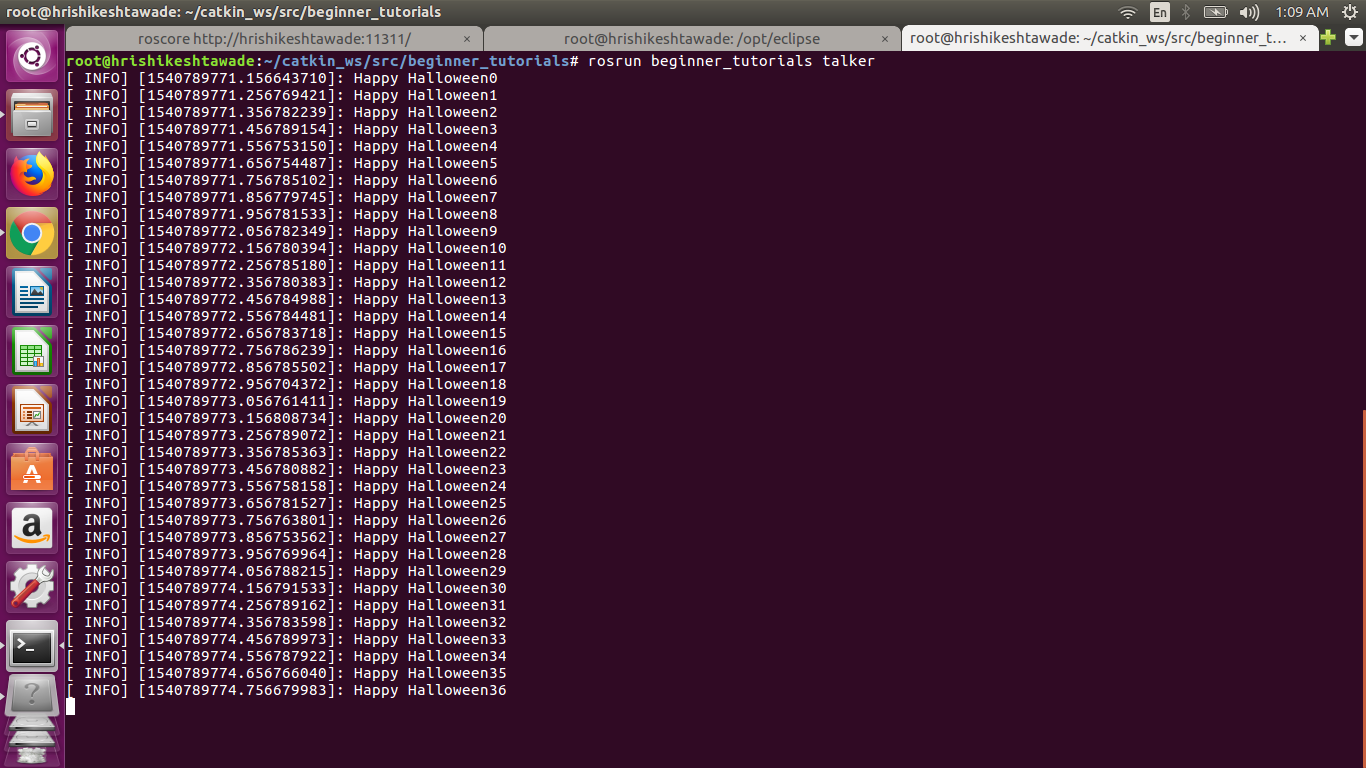 root@hrishikeshtawade: ~/catkin_ws/src/beginner_tutorials
En
1:09 AM
roscore http://hrishikeshtawade:11311/ ×
root@hrishikeshtawade: /opt/eclipse ×
root@hrishikeshtawade: ~/catkin_ws/src/beginner_t... ×
root@hrishikeshtawade:~/catkin_ws/src/beginner_tutorials# rosrun beginner_tutorials talker
[ INFO] [1540789771.156643710]: Happy Halloween0
[ INFO] [1540789771.256769421]: Happy Halloween1
[ INFO] [1540789771.356782239]: Happy Halloween2
[ INFO] [1540789771.456789154]: Happy Halloween3
[ INFO] [1540789771.556753150]: Happy Halloween4
[ INFO] [1540789771.656754487]: Happy Halloween5
[ INFO] [1540789771.756785102]: Happy Halloween6
[ INFO] [1540789771.856779745]: Happy Halloween7
[ INFO] [1540789771.956781533]: Happy Halloween8
[ INFO] [1540789772.056782349]: Happy Halloween9
[ INFO] [1540789772.156780394]: Happy Halloween10
[ INFO] [1540789772.256785180]: Happy Halloween11
[ INFO] [1540789772.356780383]: Happy Halloween12
[ INFO] [1540789772.456784988]: Happy Halloween13
[ INFO] [1540789772.556784481]: Happy Halloween14
[ INFO] [1540789772.656783718]: Happy Halloween15
[ INFO] [1540789772.756786239]: Happy Halloween16
[ INFO] [1540789772.856785502]: Happy Halloween17
[ INFO] [1540789772.956704372]: Happy Halloween18
[ INFO] [1540789773.056761411]: Happy Halloween19
[ INFO] [1540789773.156808734]: Happy Halloween20
[ INFO] [1540789773.256789072]: Happy Halloween21
[ INFO] [1540789773.356785363]: Happy Halloween22
[ INFO] [1540789773.456780882]: Happy Halloween23
[ INFO] [1540789773.556758158]: Happy Halloween24
[ INFO] [1540789773.656781527]: Happy Halloween25
[ INFO] [1540789773.756763801]: Happy Halloween26
[ INFO] [1540789773.856753562]: Happy Halloween27
[ INFO] [1540789773.956769964]: Happy Halloween28
[ INFO] [1540789774.056788215]: Happy Halloween29
[ INFO] [1540789774.156791533]: Happy Halloween30
[ INFO] [1540789774.256789162]: Happy Halloween31
[ INFO] [1540789774.356783598]: Happy Halloween32
[ INFO] [1540789774.456789973]: Happy Halloween33
[ INFO] [1540789774.556787922]: Happy Halloween34
[ INFO] [1540789774.656766040]: Happy Halloween35
[ INFO] [1540789774.756679983]: Happy Halloween36